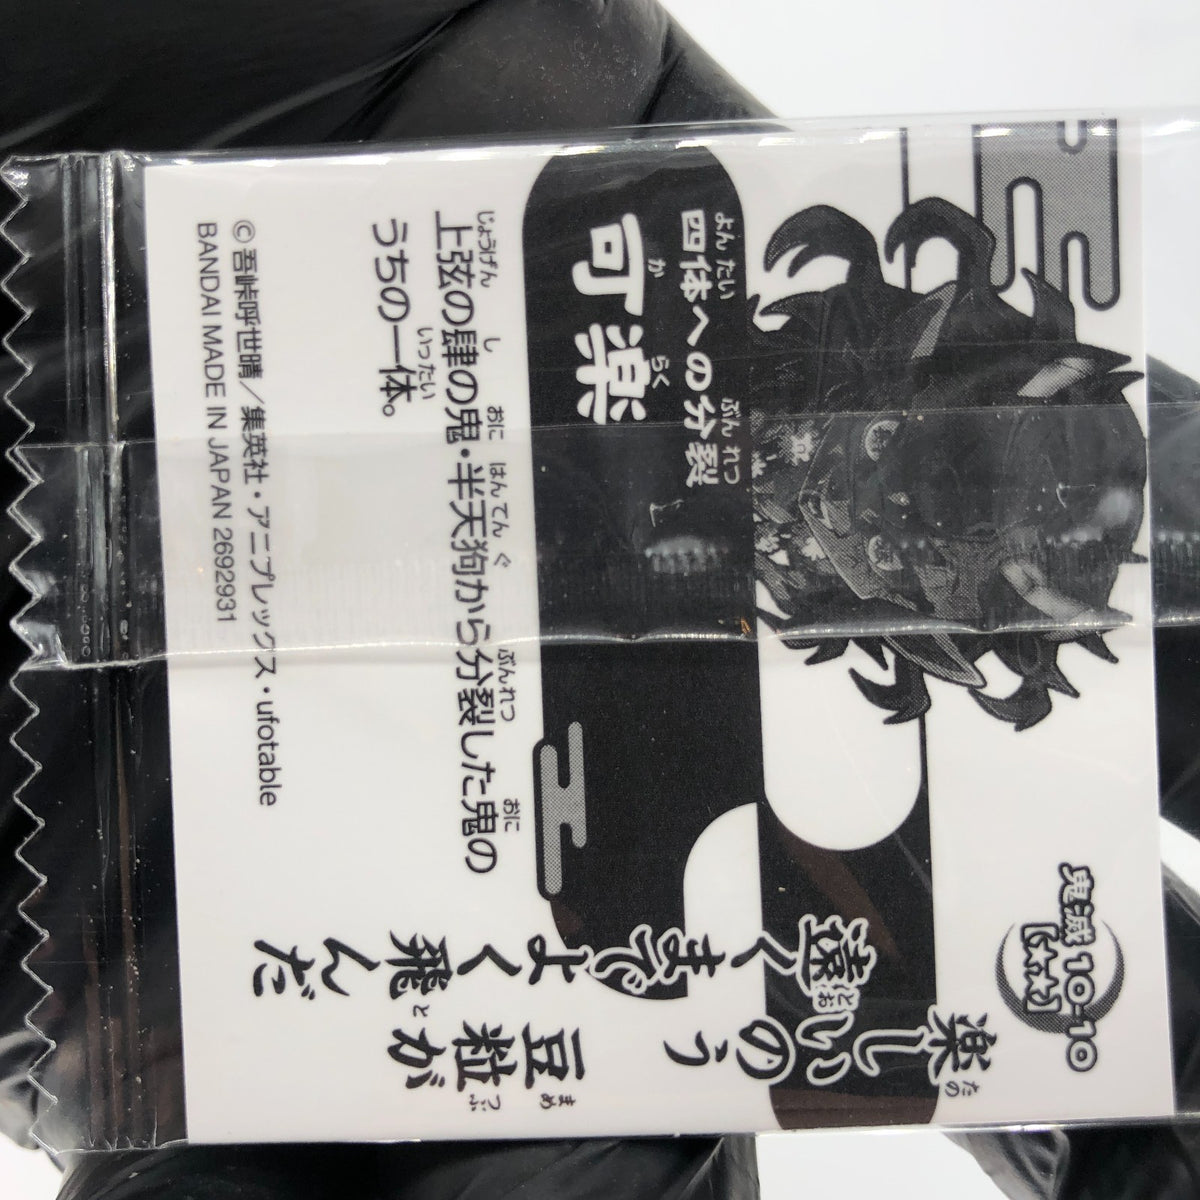 鬼滅 10-10
【☆☆☆】
楽しいのう
豆粒が
遠くまで
よく飛んだ
四体への分裂
可楽
上弦の肆の鬼・半天狗から分裂した鬼の
うちの一体。
©吾峠呼世晴／集英社・アニプレックス・ufotable
BANDAI MADE IN JAPAN 2692931